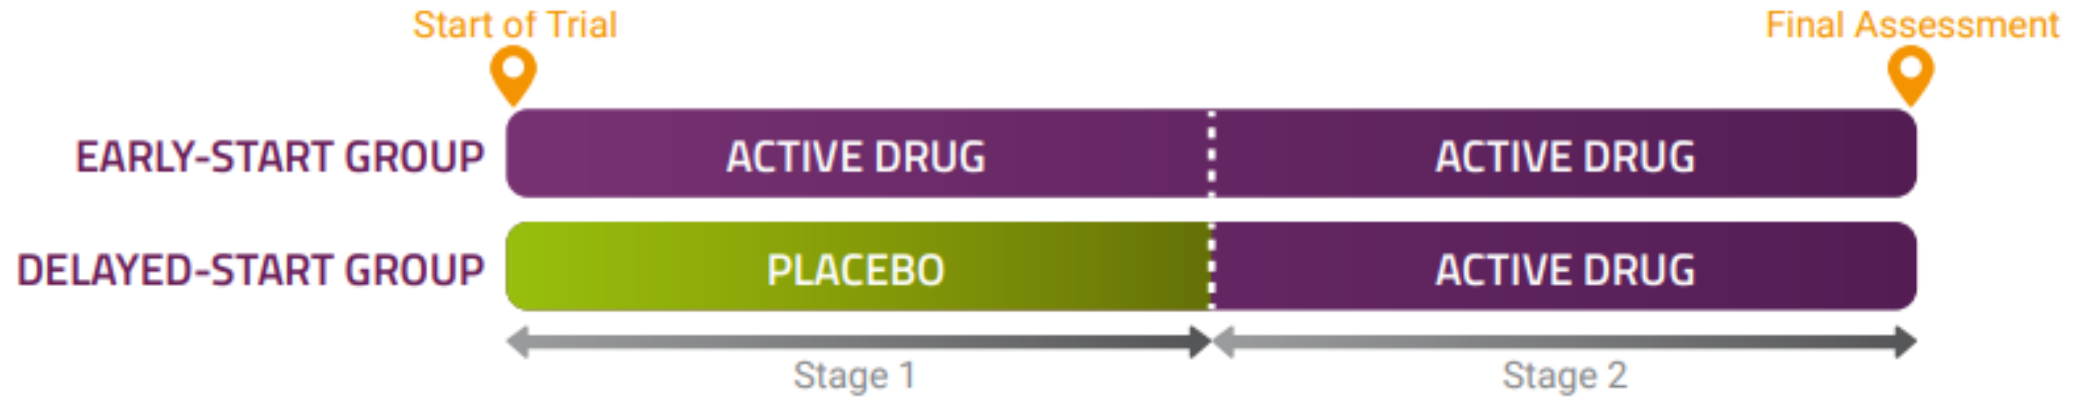 Start of Trial
Final Assessment
EARLY-START GROUP
ACTIVE DRUG
ACTIVE DRUG
DELAYED-START GROUP
PLACEBO
ACTIVE DRUG
Stage 1
Stage 2